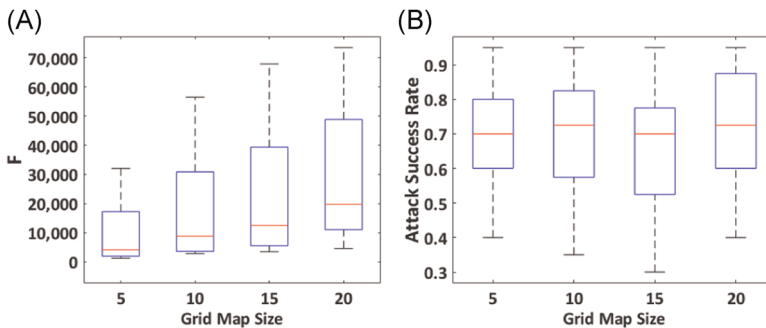 (A)
70,000
60,000
50,000
40,000
30,000
20,000
10,000
0
F
5 10 15 20
Grid Map Size
(B)
0.9
0.8
0.7
0.6
0.5
0.4
0.3
Attack Success Rate
5 10 15 20
Grid Map Size